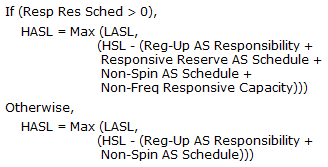 If (Resp Res Sched > 0),
HASL = Max (LASL,
(HSL - (Reg-Up AS Responsibility +
Responsive Reserve AS Schedule +
Non-Spin AS Schedule +
Non-Freq Responsive Capacity)))
Otherwise,
HASL = Max (LASL,
(HSL - (Reg-Up AS Responsibility +
Non-Spin AS Schedule)))